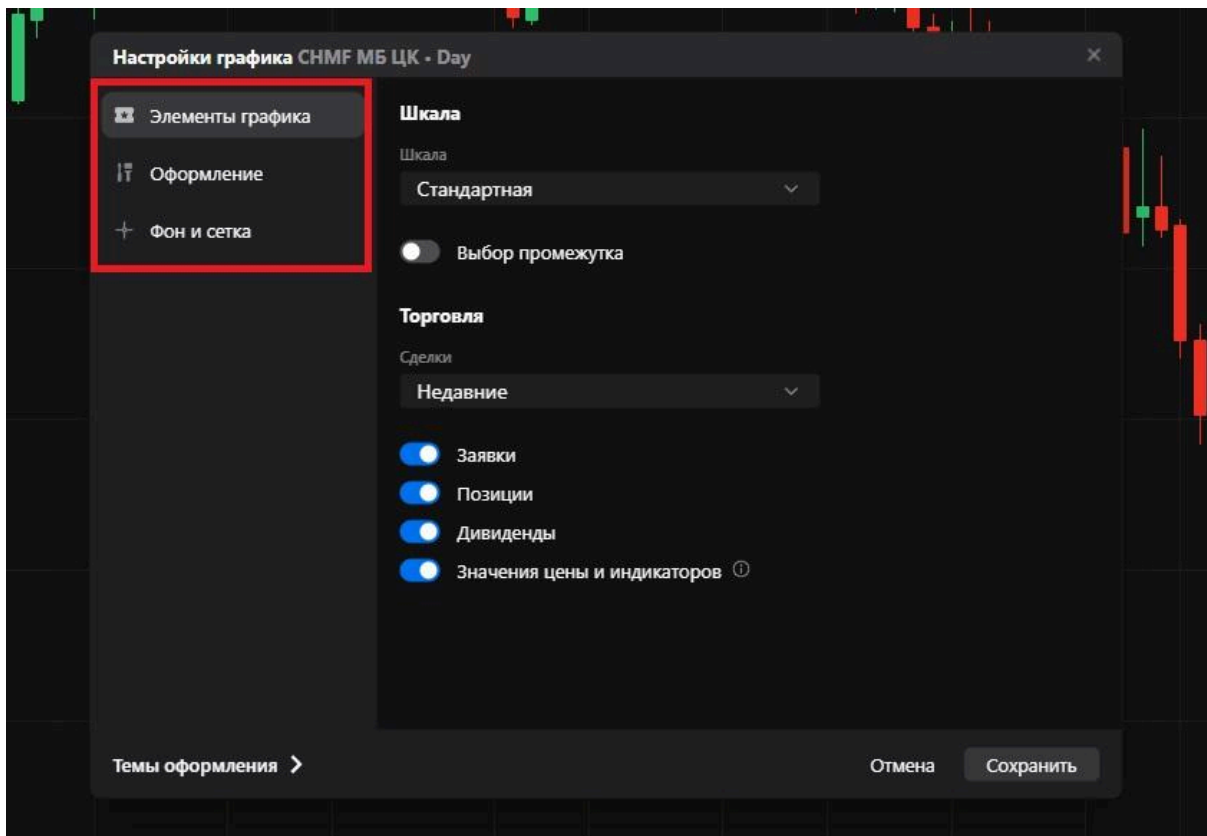 Настройки графика CHMF МБ ЦК • Day
Элементы графика
Оформление
Фон и сетка
Шкала
Шкала
Стандартная
Выбор промежутка
Торговля
Сделки
Недавние
Заявки
Позиции
Дивиденды
Значения цены и индикаторов
Темы оформления
Отмена
Сохранить